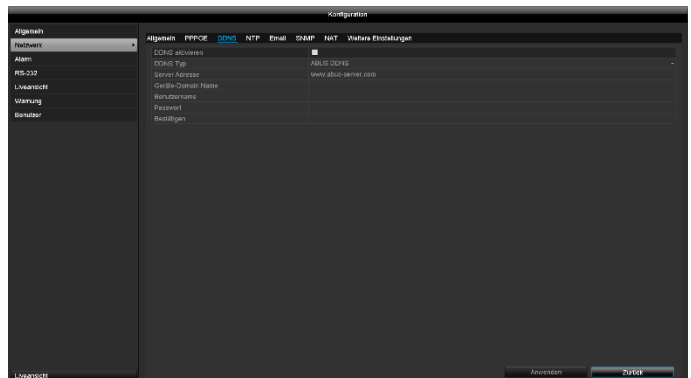 Konfiguration
Allgemein
Netzwerk
Alarm
RS-232
Liveansicht
Warnung
Benutzer
Liveansicht
Allgemein PPPOE DDNS NTP Email SNMP NAT Weitere Einstellungen
DDNS aktivieren
DDNS Typ ABUS DDNS
Server Adresse www.abus-server.com
Geräte-Domain Name
Benutzername
Passwort
Bestätigen
Anwenden Zurück